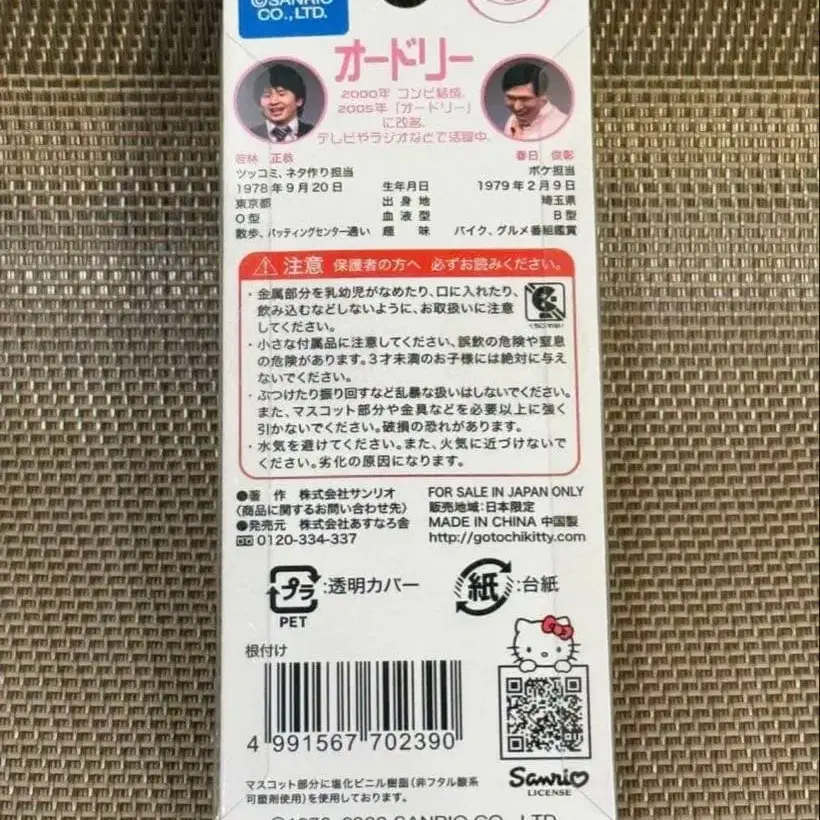 ©SANRIO
CO.,LTD.
オードリー
2000年 コンビ結成。
2005年「オードリー」
に改名。
テレビやラジオなどで活躍中。
若林 正恭
春日 俊彰
ツッコミ、ネタ作り担当
ボケ担当
1978年9月20日 生年月日 1979年2月9日
東京都 出身地 埼玉県
O型 血液型 B型
散歩、バッティングセンター通い 趣味 バイク、グルメ番組鑑賞
注意 保護者の方へ 必ずお読みください。
・金属部分を乳幼児がなめたり、口に入れたり、
飲み込むなどしないように、お取扱いに注意
してください。
・小さな付属品に注意してください、誤飲の危険や窒息
の危険があります。3才未満のお子様には絶対に与え
ないでください。
・ぶつけたり振り回すなど乱暴な扱いはしないでください。
また、マスコット部分や金具などを必要以上に強く
引かないでください。破損の恐れがあります。
・水気を避けてください。また、火気に近づけないで
ください。劣化の原因になります。
●著 作 株式会社サンリオ
〈商品に関するお問い合わせ先〉
●発売元 株式会社あすなろ舎
0120-334-337
FOR SALE IN JAPAN ONLY
販売地域:日本限定
MADE IN CHINA 中国製
http://gotochikitty.com
プラ:透明カバー
PET
紙:台紙
根付け
4 991567 702390
Sanrio
LICENSE
マスコット部分に塩化ビニル樹脂(非フタル酸系
可塑剤使用)を使用しております。